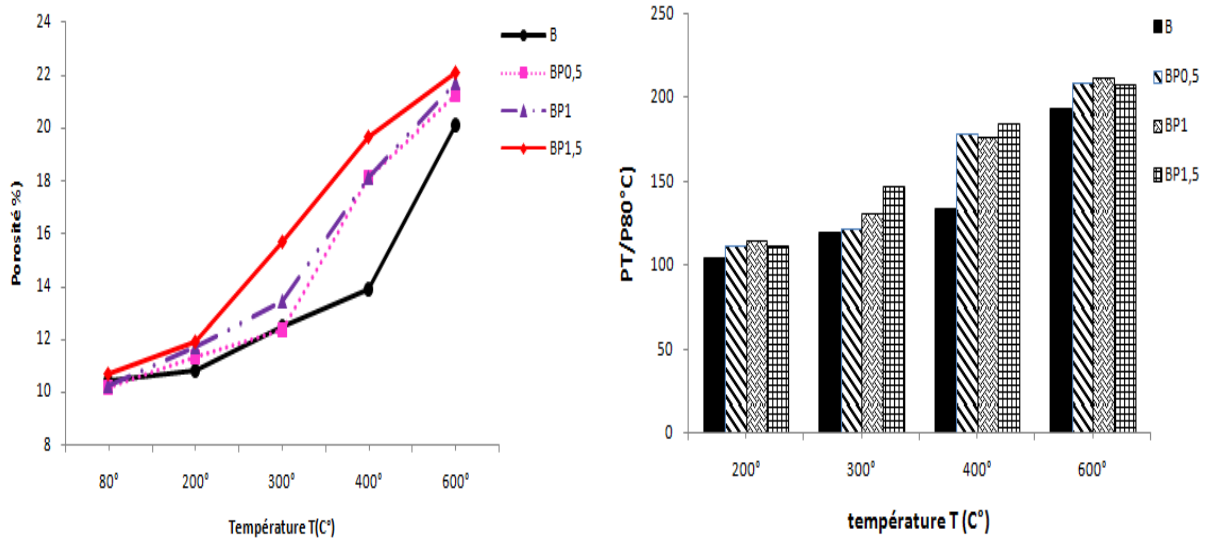 24
22
20
18
16
14
12
10
8
Porosité %)
80° 200° 300° 400° 600°
Température T(C°)
B
BP0,5
BP1
BP1,5
250
200
150
100
50
0
PT/P80°C)
200° 300° 400° 600°
température T (C°)
B
BP0,5
BP1
BP1,5